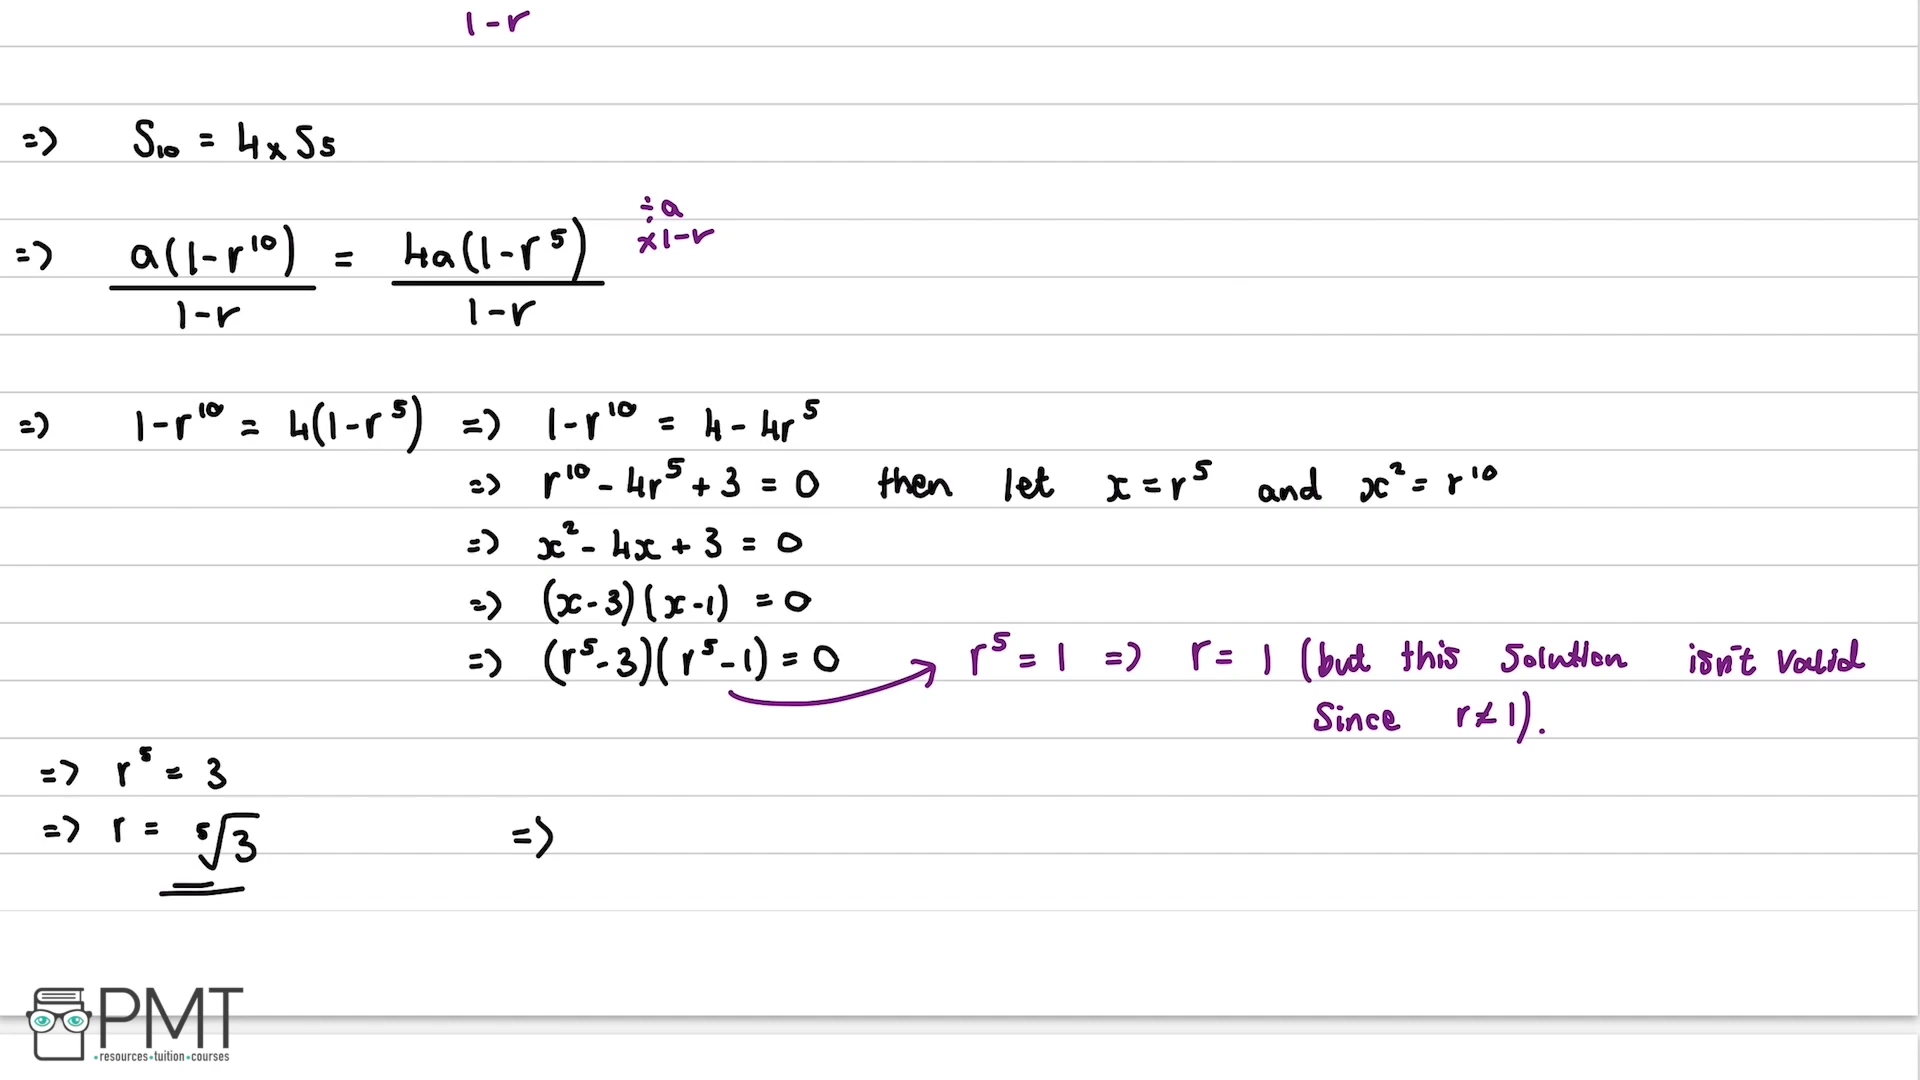 1-r
=> S₁₀ = 4 x S₅
÷a
x1-r
=> a(1-r¹⁰)/1-r = 4a(1-r⁵)/1-r
=> 1-r¹⁰ = 4(1-r⁵) => 1-r¹⁰ = 4 - 4r⁵
=> r¹⁰ - 4r⁵ + 3 = 0 then let x = r⁵ and x² = r¹⁰
=> x² - 4x + 3 = 0
=> (x-3)(x-1) = 0
=> (r⁵-3)(r⁵-1) = 0 r⁵ = 1 => r = 1 (but this solution isn't valid
since r≠1).
=> r⁵ = 3
=> r = ⁵√3 =>
PMT
•resources•tuition•courses